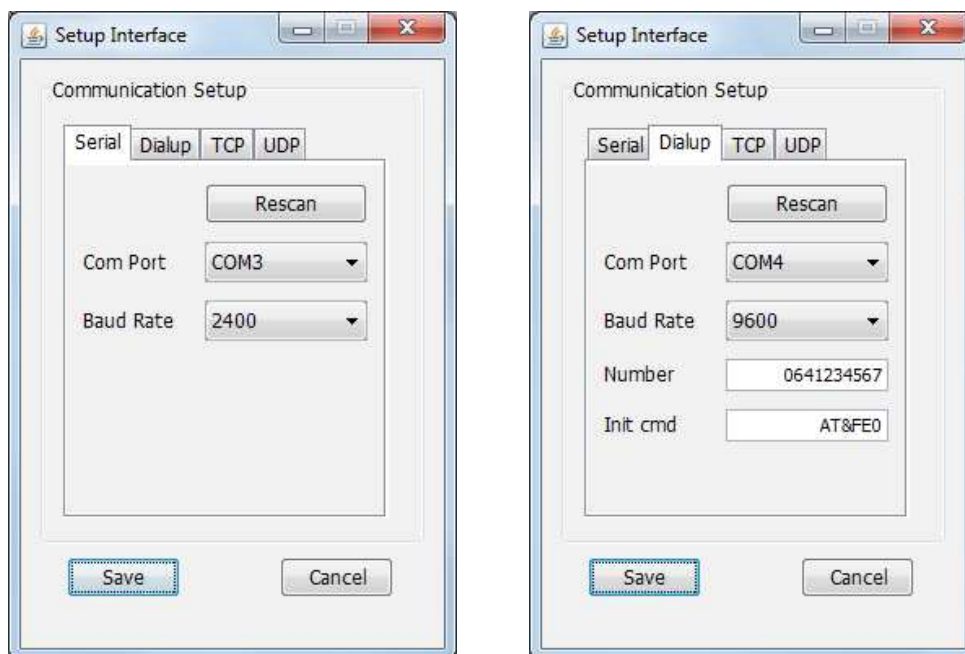 Setup Interface
Communication Setup
Serial Dialup TCP UDP
Rescan
Com Port COM3
Baud Rate 2400
Save Cancel
Setup Interface
Communication Setup
Serial Dialup TCP UDP
Rescan
Com Port COM4
Baud Rate 9600
Number 0641234567
Init cmd AT&FE0
Save Cancel